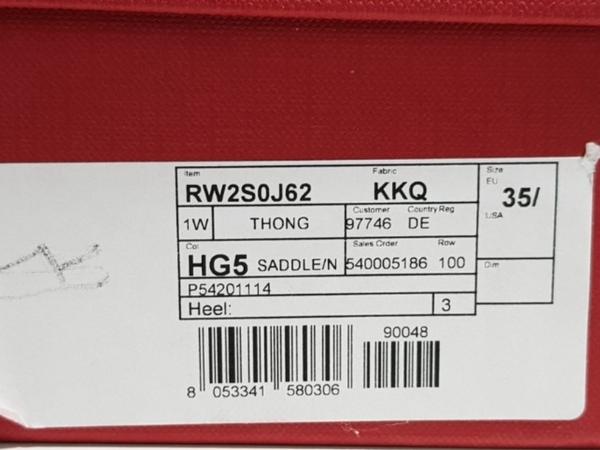 Item Fabric Size
RW2S0J62 KKQ EU 35/
1W THONG Customer 97746 Country Reg DE USA
Col Sales Order Row
HG5 SADDLE/N 540005186 100 Dim
P54201114
Heel: 3
90048
8 053341 580306